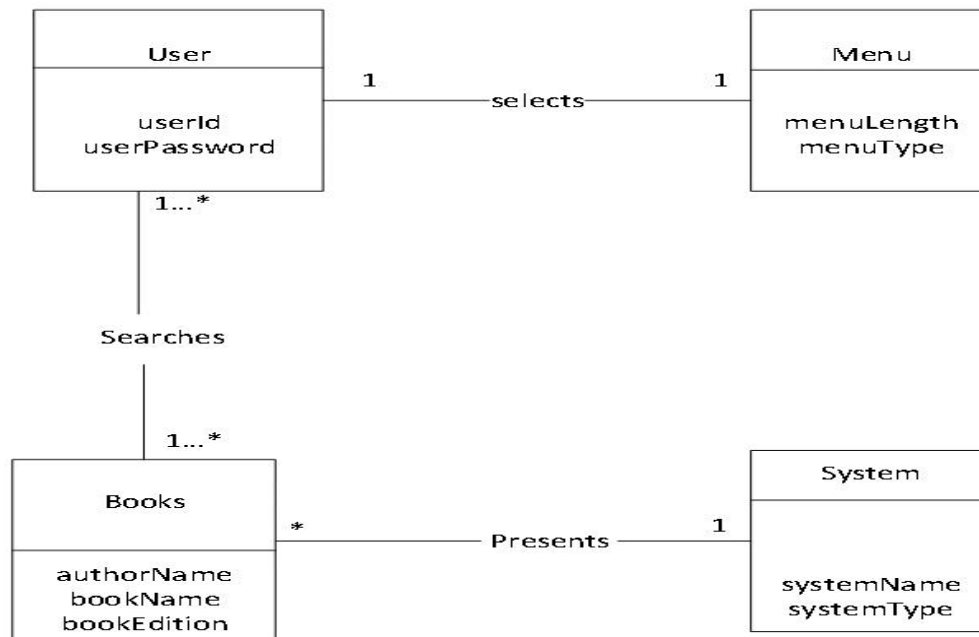 User
userId
userPassword
1
selects
1
Menu
menuLength
menuType
1...*
Searches
1...*
Books
authorName
bookName
bookEdition
*
Presents
1
System
systemName
systemType